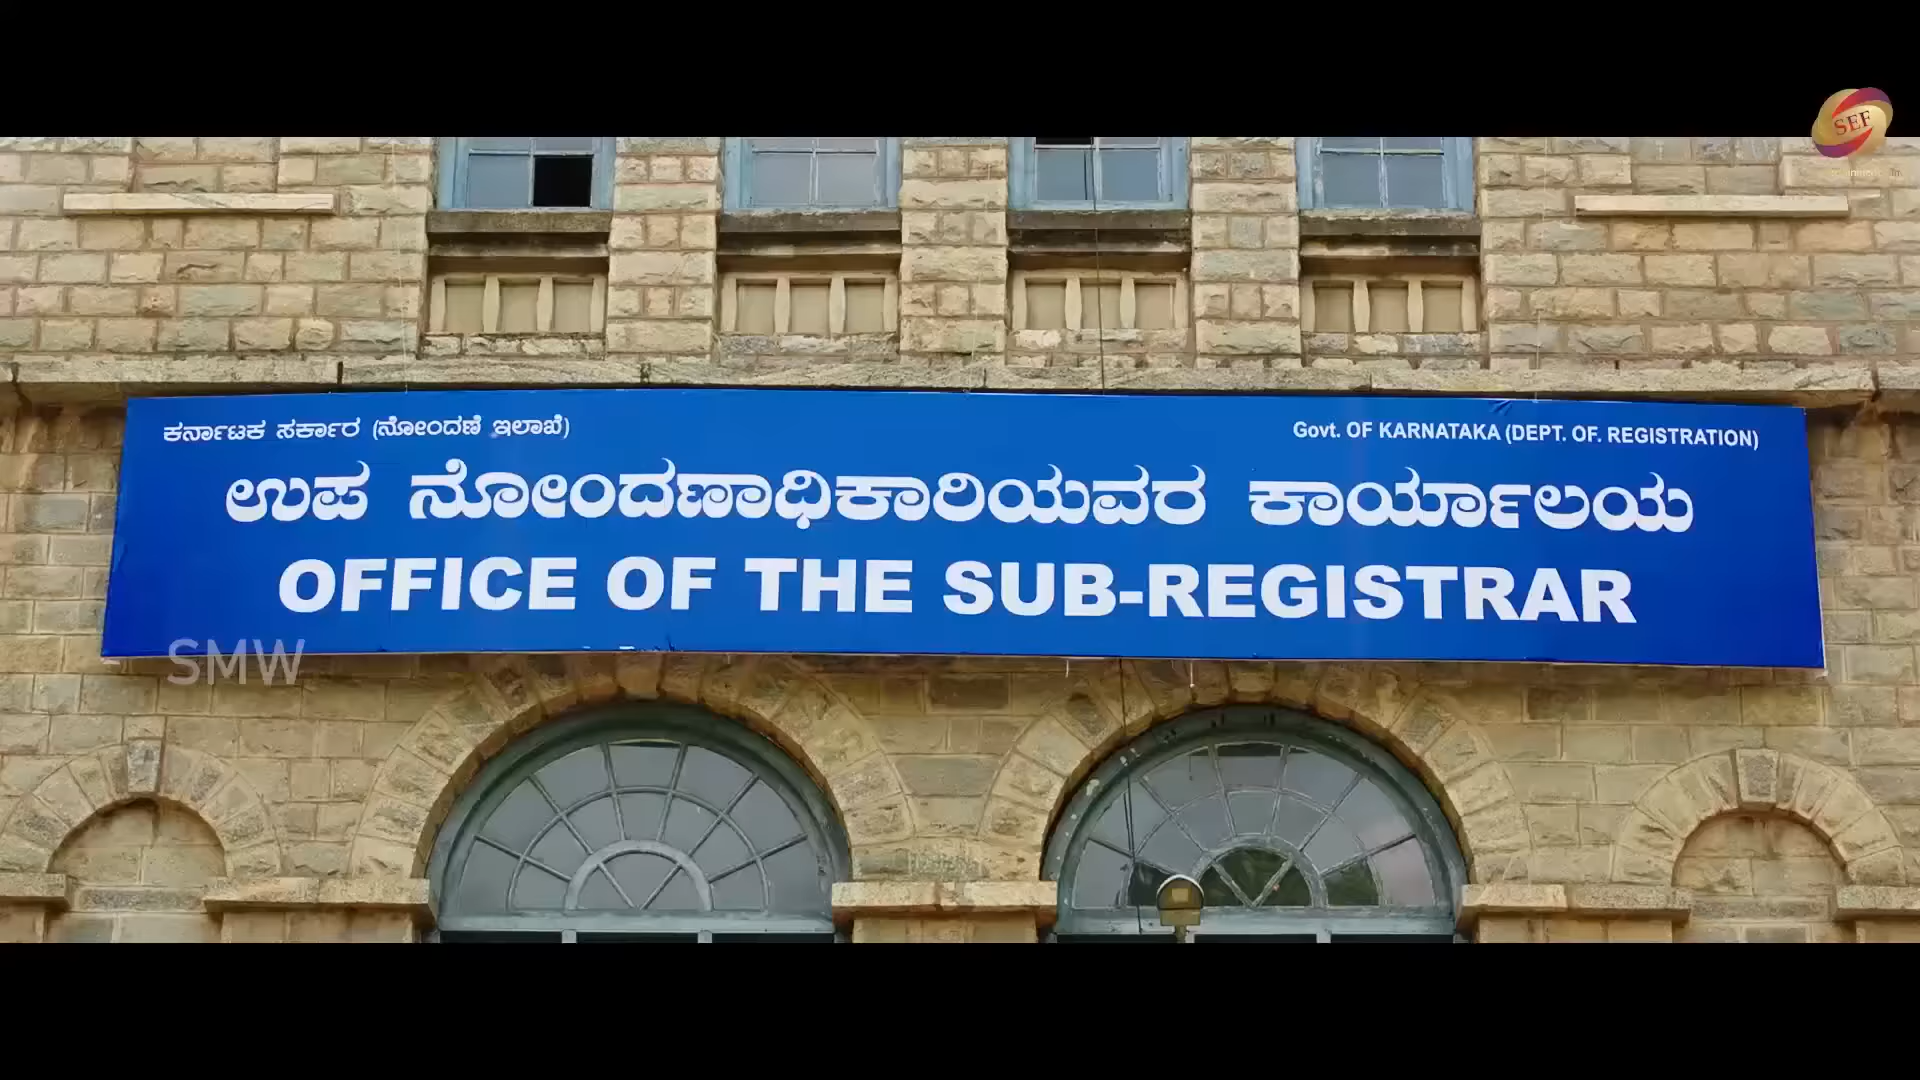 SEF
ಕರ್ನಾಟಕ ಸರ್ಕಾರ (ನೋಂದಣಿ ಇಲಾಖೆ)
Govt. OF KARNATAKA (DEPT. OF. REGISTRATION)
ಉಪ ನೋಂದಣಾಧಿಕಾರಿಯವರ ಕಾರ್ಯಾಲಯ
OFFICE OF THE SUB-REGISTRAR
SMW